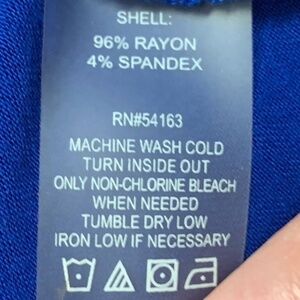 SHELL:
96% RAYON
4% SPANDEX
RN#54163
MACHINE WASH COLD
TURN INSIDE OUT
ONLY NON-CHLORINE BLEACH
WHEN NEEDED
TUMBLE DRY LOW
IRON LOW IF NECESSARY